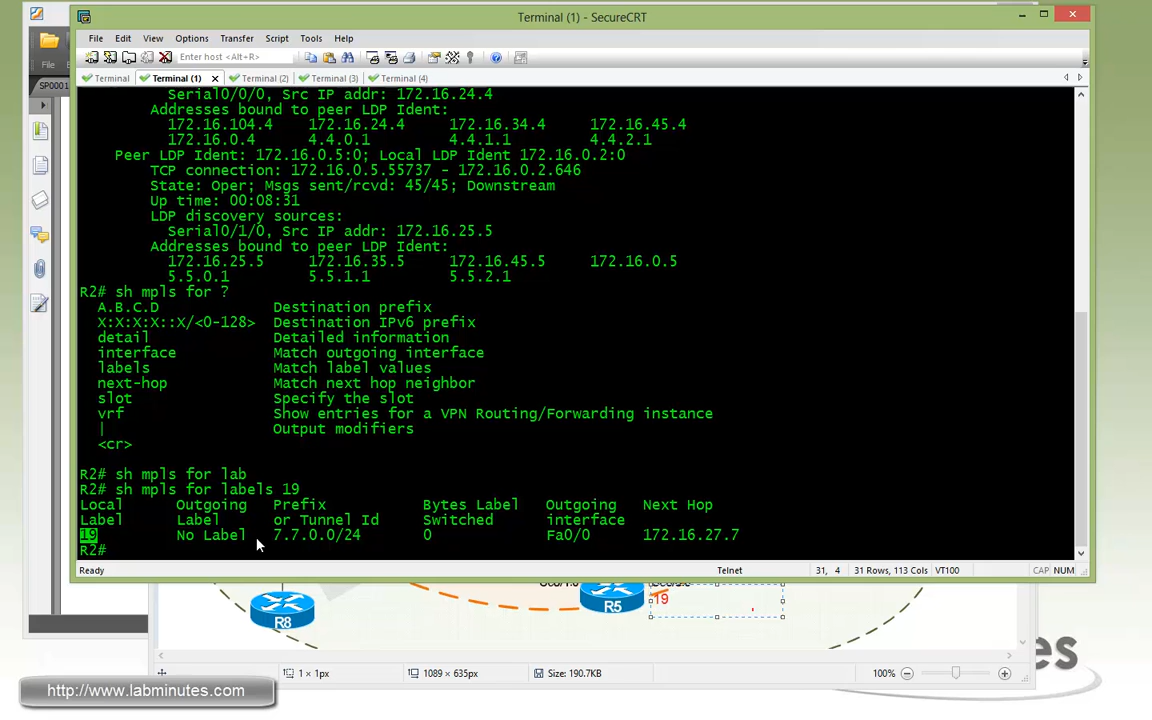 Terminal (1) - SecureCRT
File Edit View Options Transfer Script Tools Help
Enter host <Alt+R>
File
SP0001
Terminal Terminal (1) Terminal (2) Terminal (3) Terminal (4)
Serial0/0/0, Src IP addr: 172.16.24.4
Addresses bound to peer LDP Ident:
172.16.104.4 172.16.24.4 172.16.34.4 172.16.45.4
172.16.0.4 4.4.0.1 4.4.1.1 4.4.2.1
Peer LDP Ident: 172.16.0.5:0; Local LDP Ident 172.16.0.2:0
TCP connection: 172.16.0.5.55737 - 172.16.0.2.646
State: Oper; Msgs sent/rcvd: 45/45; Downstream
Up time: 00:08:31
LDP discovery sources:
Serial0/1/0, Src IP addr: 172.16.25.5
Addresses bound to peer LDP Ident:
172.16.25.5 172.16.35.5 172.16.45.5 172.16.0.5
5.5.0.1 5.5.1.1 5.5.2.1
R2# sh mpls for ?
A.B.C.D Destination prefix
X:X:X:X::X/<0-128> Destination IPv6 prefix
detail Detailed information
interface Match outgoing interface
labels Match label values
next-hop Match next hop neighbor
slot Specify the slot
vrf Show entries for a VPN Routing/Forwarding instance
| Output modifiers
<cr>
R2# sh mpls for lab
R2# sh mpls for labels 19
Local Outgoing Prefix Bytes Label Outgoing Next Hop
Label Label or Tunnel Id Switched interface
19 No Label 7.7.0.0/24 0 Fa0/0 172.16.27.7
R2#
Ready Telnet 31, 4 31 Rows, 113 Cols VT100 CAP NUM
R8
R5
19
1 × 1px 1089 × 635px Size: 190.7KB 100%
http://www.labminutes.com